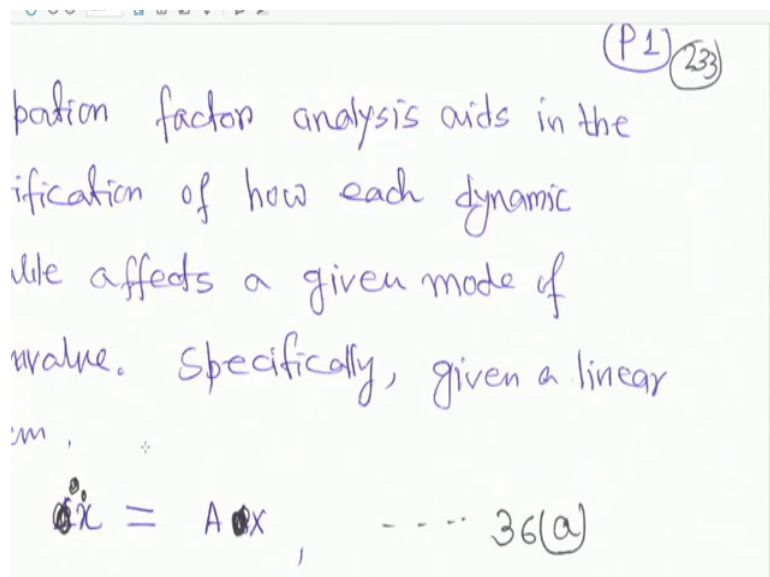 (P1) 233
pation factor analysis aids in the
ification of how each dynamic
able affects a given mode of
nvalue. Specifically, given a linear
em,
ẋ = Ax, ---- 36(a)